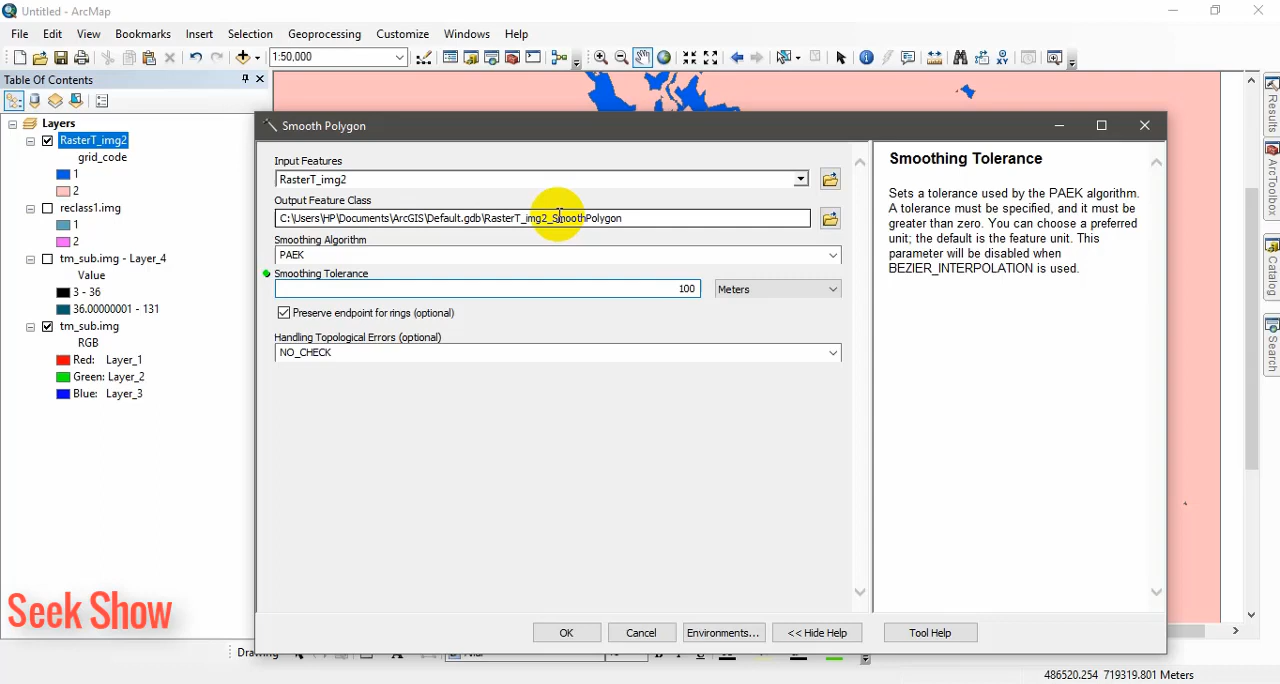 Untitled - ArcMap
File Edit View Bookmarks Insert Selection Geoprocessing Customize Windows Help
1:50,000
Table Of Contents
Layers
RasterT_img2
grid_code
1
2
reclass1.img
1
2
tm_sub.img - Layer_4
Value
3 - 36
36.00000001 - 131
tm_sub.img
RGB
Red: Layer_1
Green: Layer_2
Blue: Layer_3
Seek Show
Smooth Polygon
Input Features
RasterT_img2
Output Feature Class
C:\Users\HP\Documents\ArcGIS\Default.gdb\RasterT_img2_SmoothPolygon
Smoothing Algorithm
PAEK
Smoothing Tolerance
100 Meters
Preserve endpoint for rings (optional)
Handling Topological Errors (optional)
NO_CHECK
OK Cancel Environments... << Hide Help Tool Help
Smoothing Tolerance
Sets a tolerance used by the PAEK algorithm.
A tolerance must be specified, and it must be
greater than zero. You can choose a preferred
unit; the default is the feature unit. This
parameter will be disabled when
BEZIER_INTERPOLATION is used.
Results
ArcToolbox
Catalog
Search
486520.254 719319.801 Meters